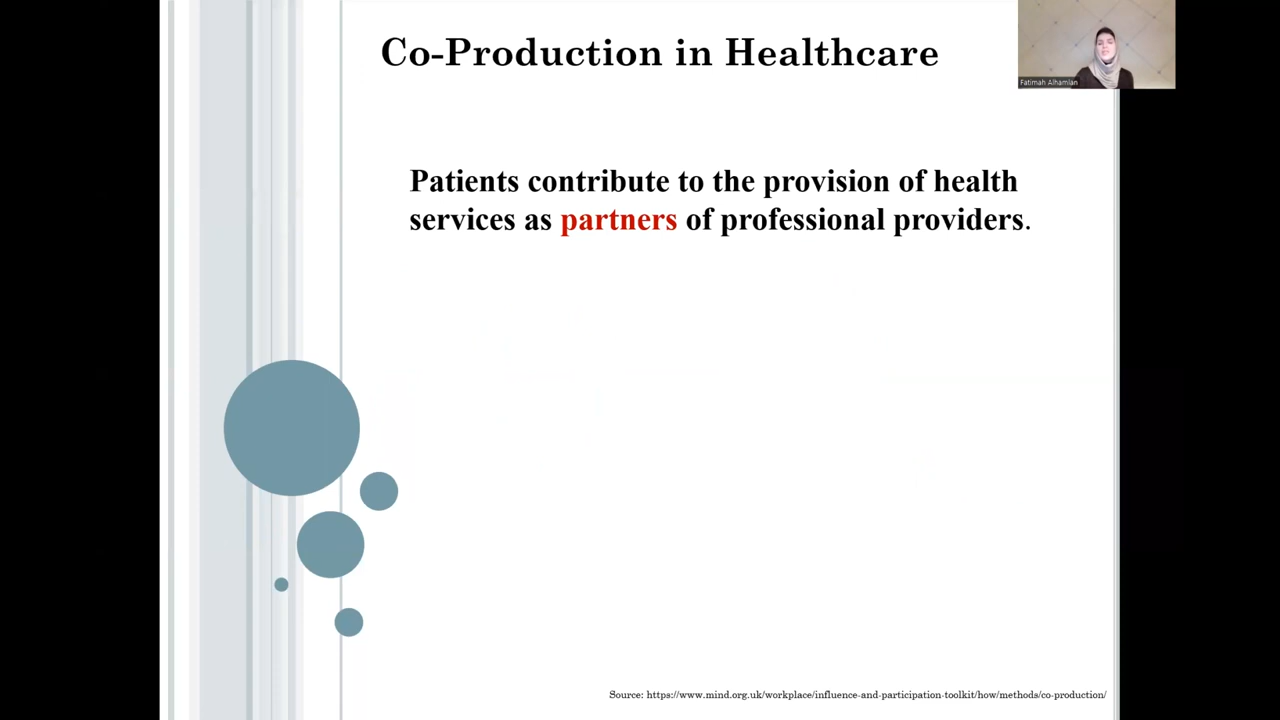 Co-Production in Healthcare
Fatimah Alhamlan
Patients contribute to the provision of health
services as partners of professional providers.
Source: https://www.mind.org.uk/workplace/influence-and-participation-toolkit/how/methods/co-production/